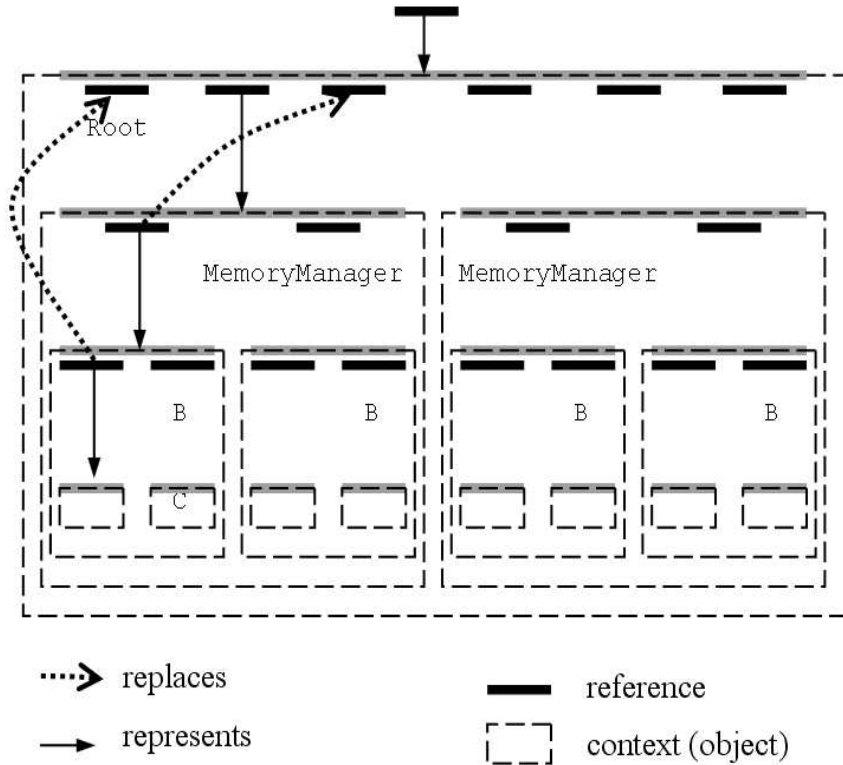 Root
MemoryManager MemoryManager
B B B B
C
replaces reference
represents context (object)